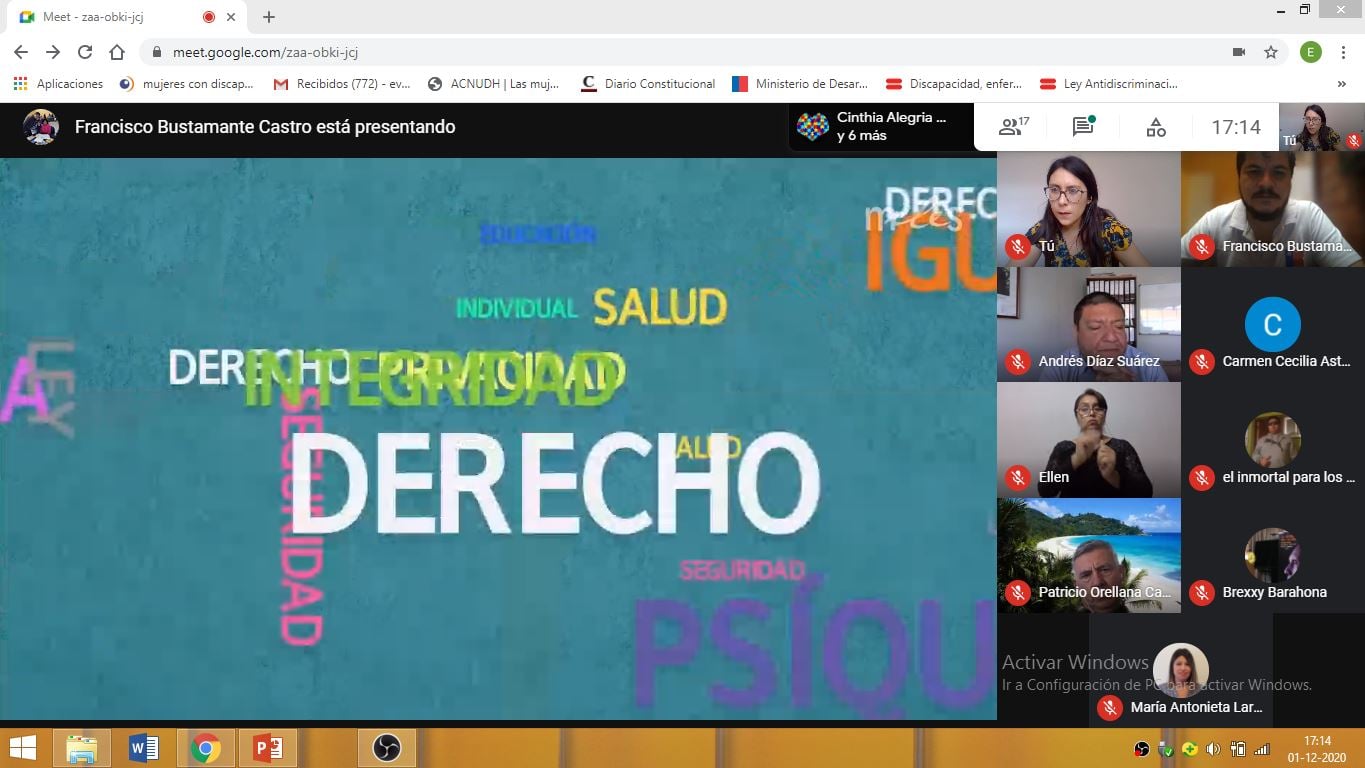 Meet - zaa-obki-jcj
meet.google.com/zaa-obki-jcj
E
Aplicaciones
mujeres con discap...
Recibidos (772) - ev...
ACNUDH | Las muj...
C
Diario Constitucional
Ministerio de Desar...
Discapacidad, enfer...
Ley Antidiscriminaci...
»
Francisco Bustamante Castro está presentando
Cinthia Alegria ...
y 6 más
17
17:14
Tú
DEREC
IGU
EDUCACIÓN
INDIVIDUAL
SALUD
DERECHO
PRIVACIDAD
INTEGRIDAD
LEY
A
SEGURIDAD
DERECHO
SEGURIDAD
PSÍQU
Tú
Francisco Bustama...
Andrés Díaz Suárez
C
Carmen Cecilia Ast...
Ellen
el inmortal para los ...
Patricio Orellana Ca...
Brexxy Barahona
María Antonieta Lar...
Activar Windows
Ir a Configuración de PC para activar Windows.
17:14
01-12-2020